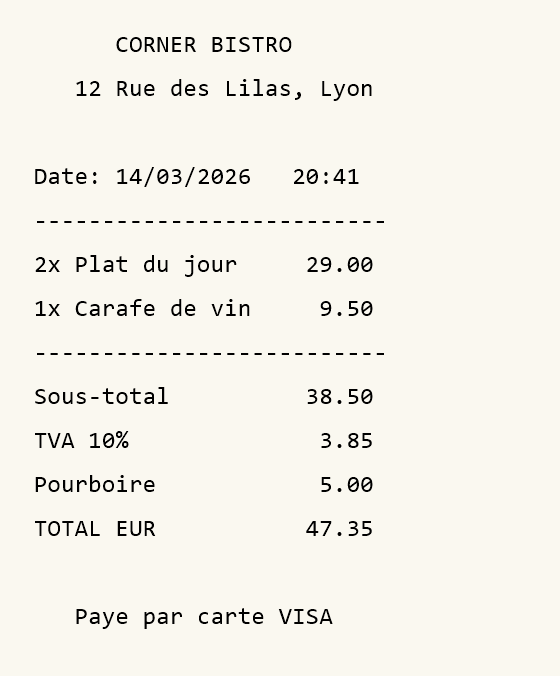 CORNER BISTRO
12 Rue des Lilas, Lyon
Date: 14/03/2026   20:41
--------------------------
2x Plat du jour     29.00
1x Carafe de vin     9.50
--------------------------
Sous-total          38.50
TVA 10%              3.85
Pourboire            5.00
TOTAL EUR           47.35
Paye par carte VISA